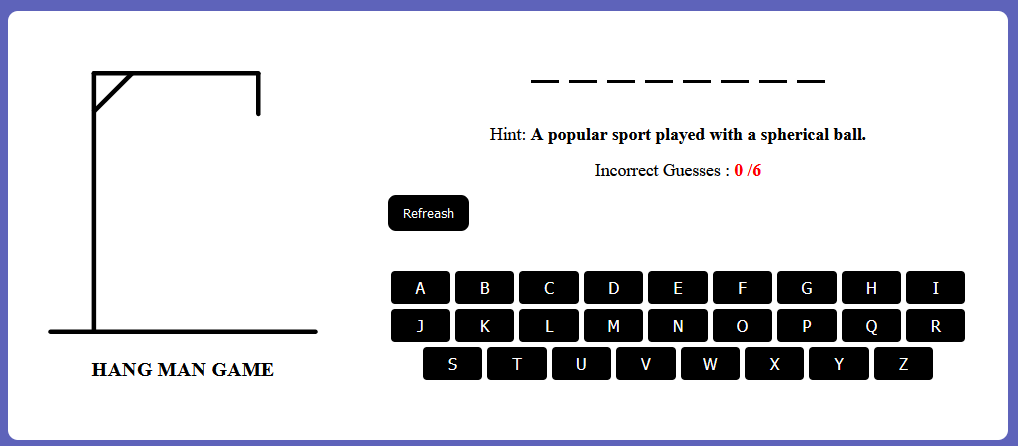 Hint: A popular sport played with a spherical ball.
Incorrect Guesses : 0 /6
Refreash
A B C D E F G H I
J K L M N O P Q R
S T U V W X Y Z
HANG MAN GAME